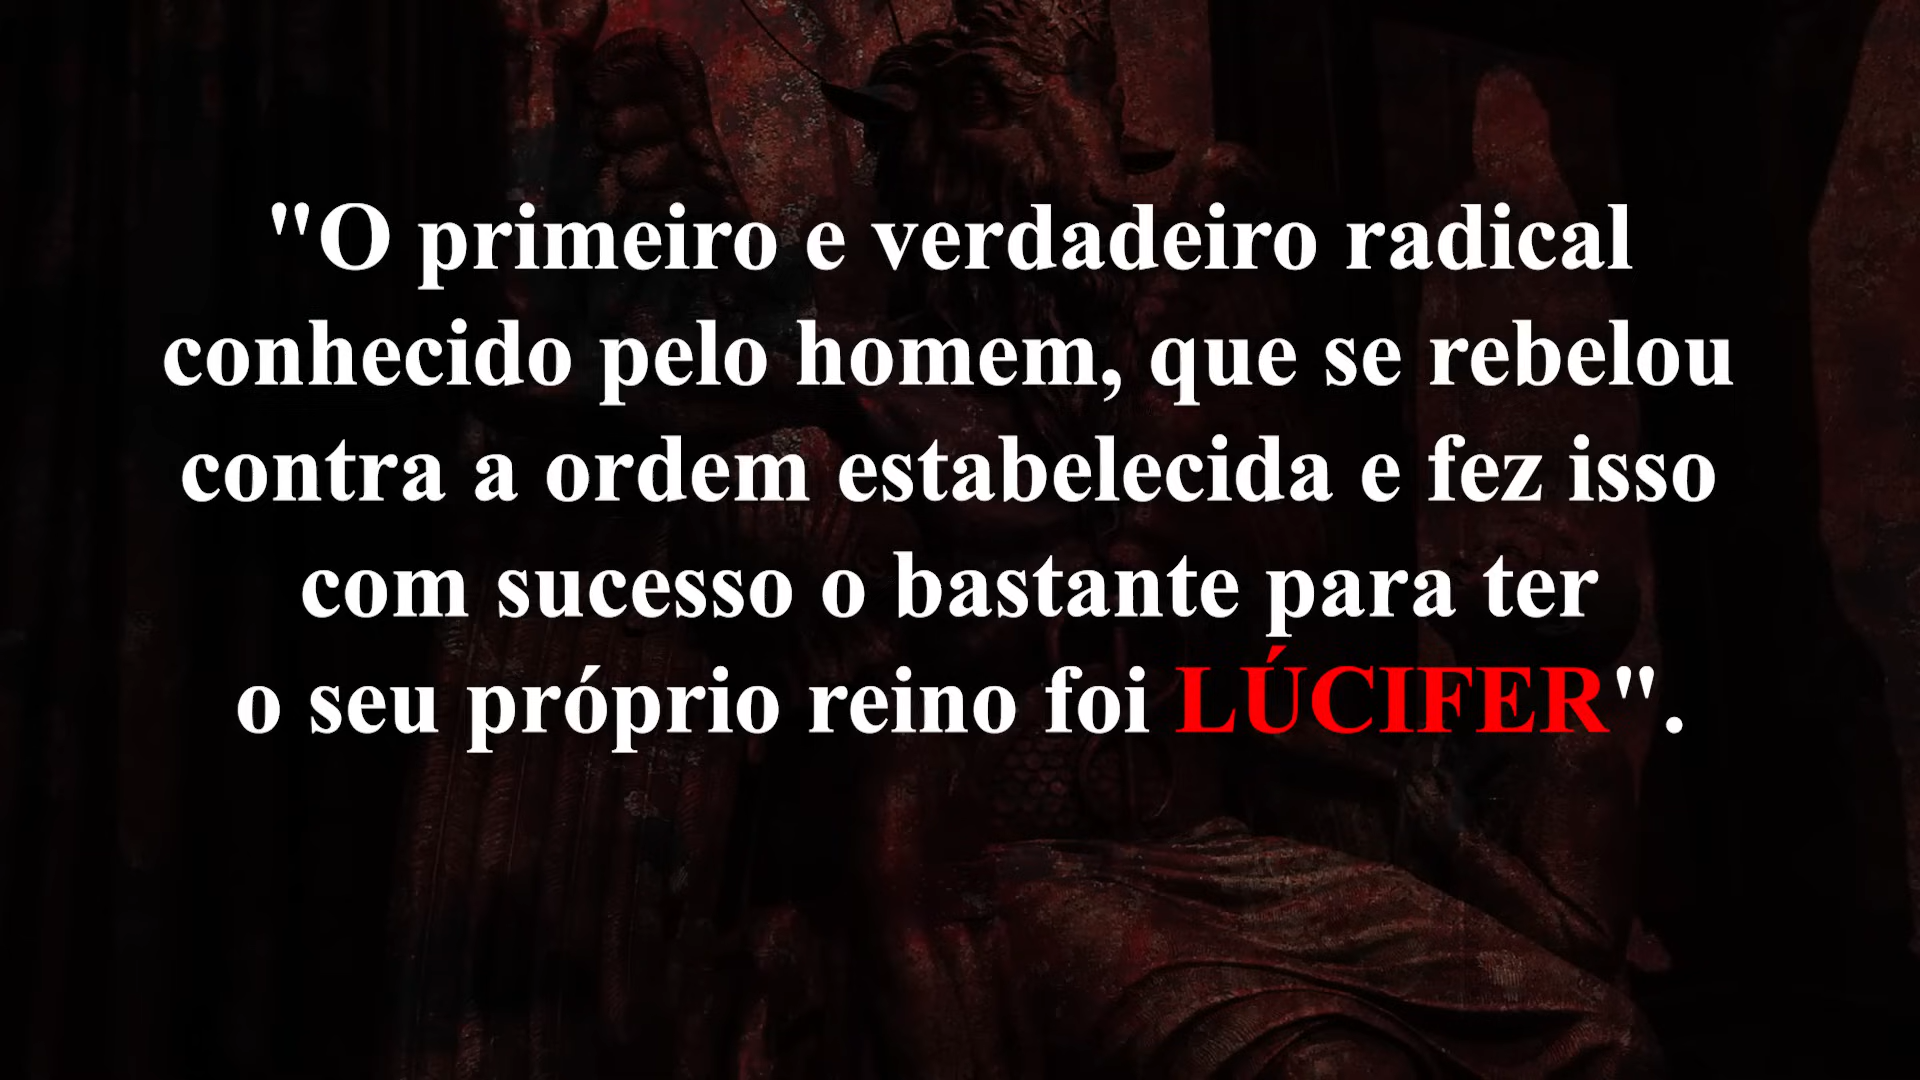 "O primeiro e verdadeiro radical
conhecido pelo homem, que se rebelou
contra a ordem estabelecida e fez isso
com sucesso o bastante para ter
o seu próprio reino foi LÚCIFER".